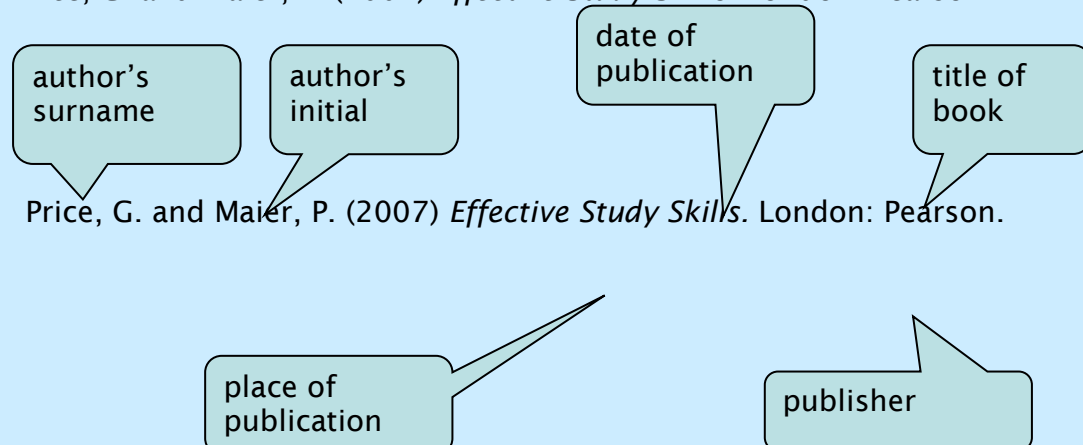 date of
publication
author's
surname
author's
initial
title of
book
Price, G. and Maier, P. (2007) Effective Study Skills. London: Pearson.
place of
publication
publisher